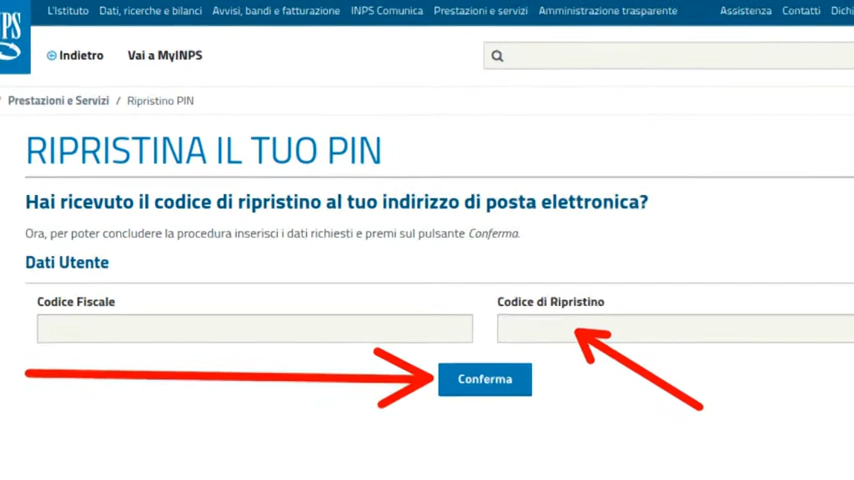 NPS
L'Istituto Dati, ricerche e bilanci Avvisi, bandi e fatturazione INPS Comunica Prestazioni e servizi Amministrazione trasparente Assistenza Contatti Dichi
Indietro Vai a MyINPS
/ Prestazioni e Servizi / Ripristino PIN
RIPRISTINA IL TUO PIN
Hai ricevuto il codice di ripristino al tuo indirizzo di posta elettronica?
Ora, per poter concludere la procedura inserisci i dati richiesti e premi sul pulsante Conferma.
Dati Utente
Codice Fiscale Codice di Ripristino
Conferma